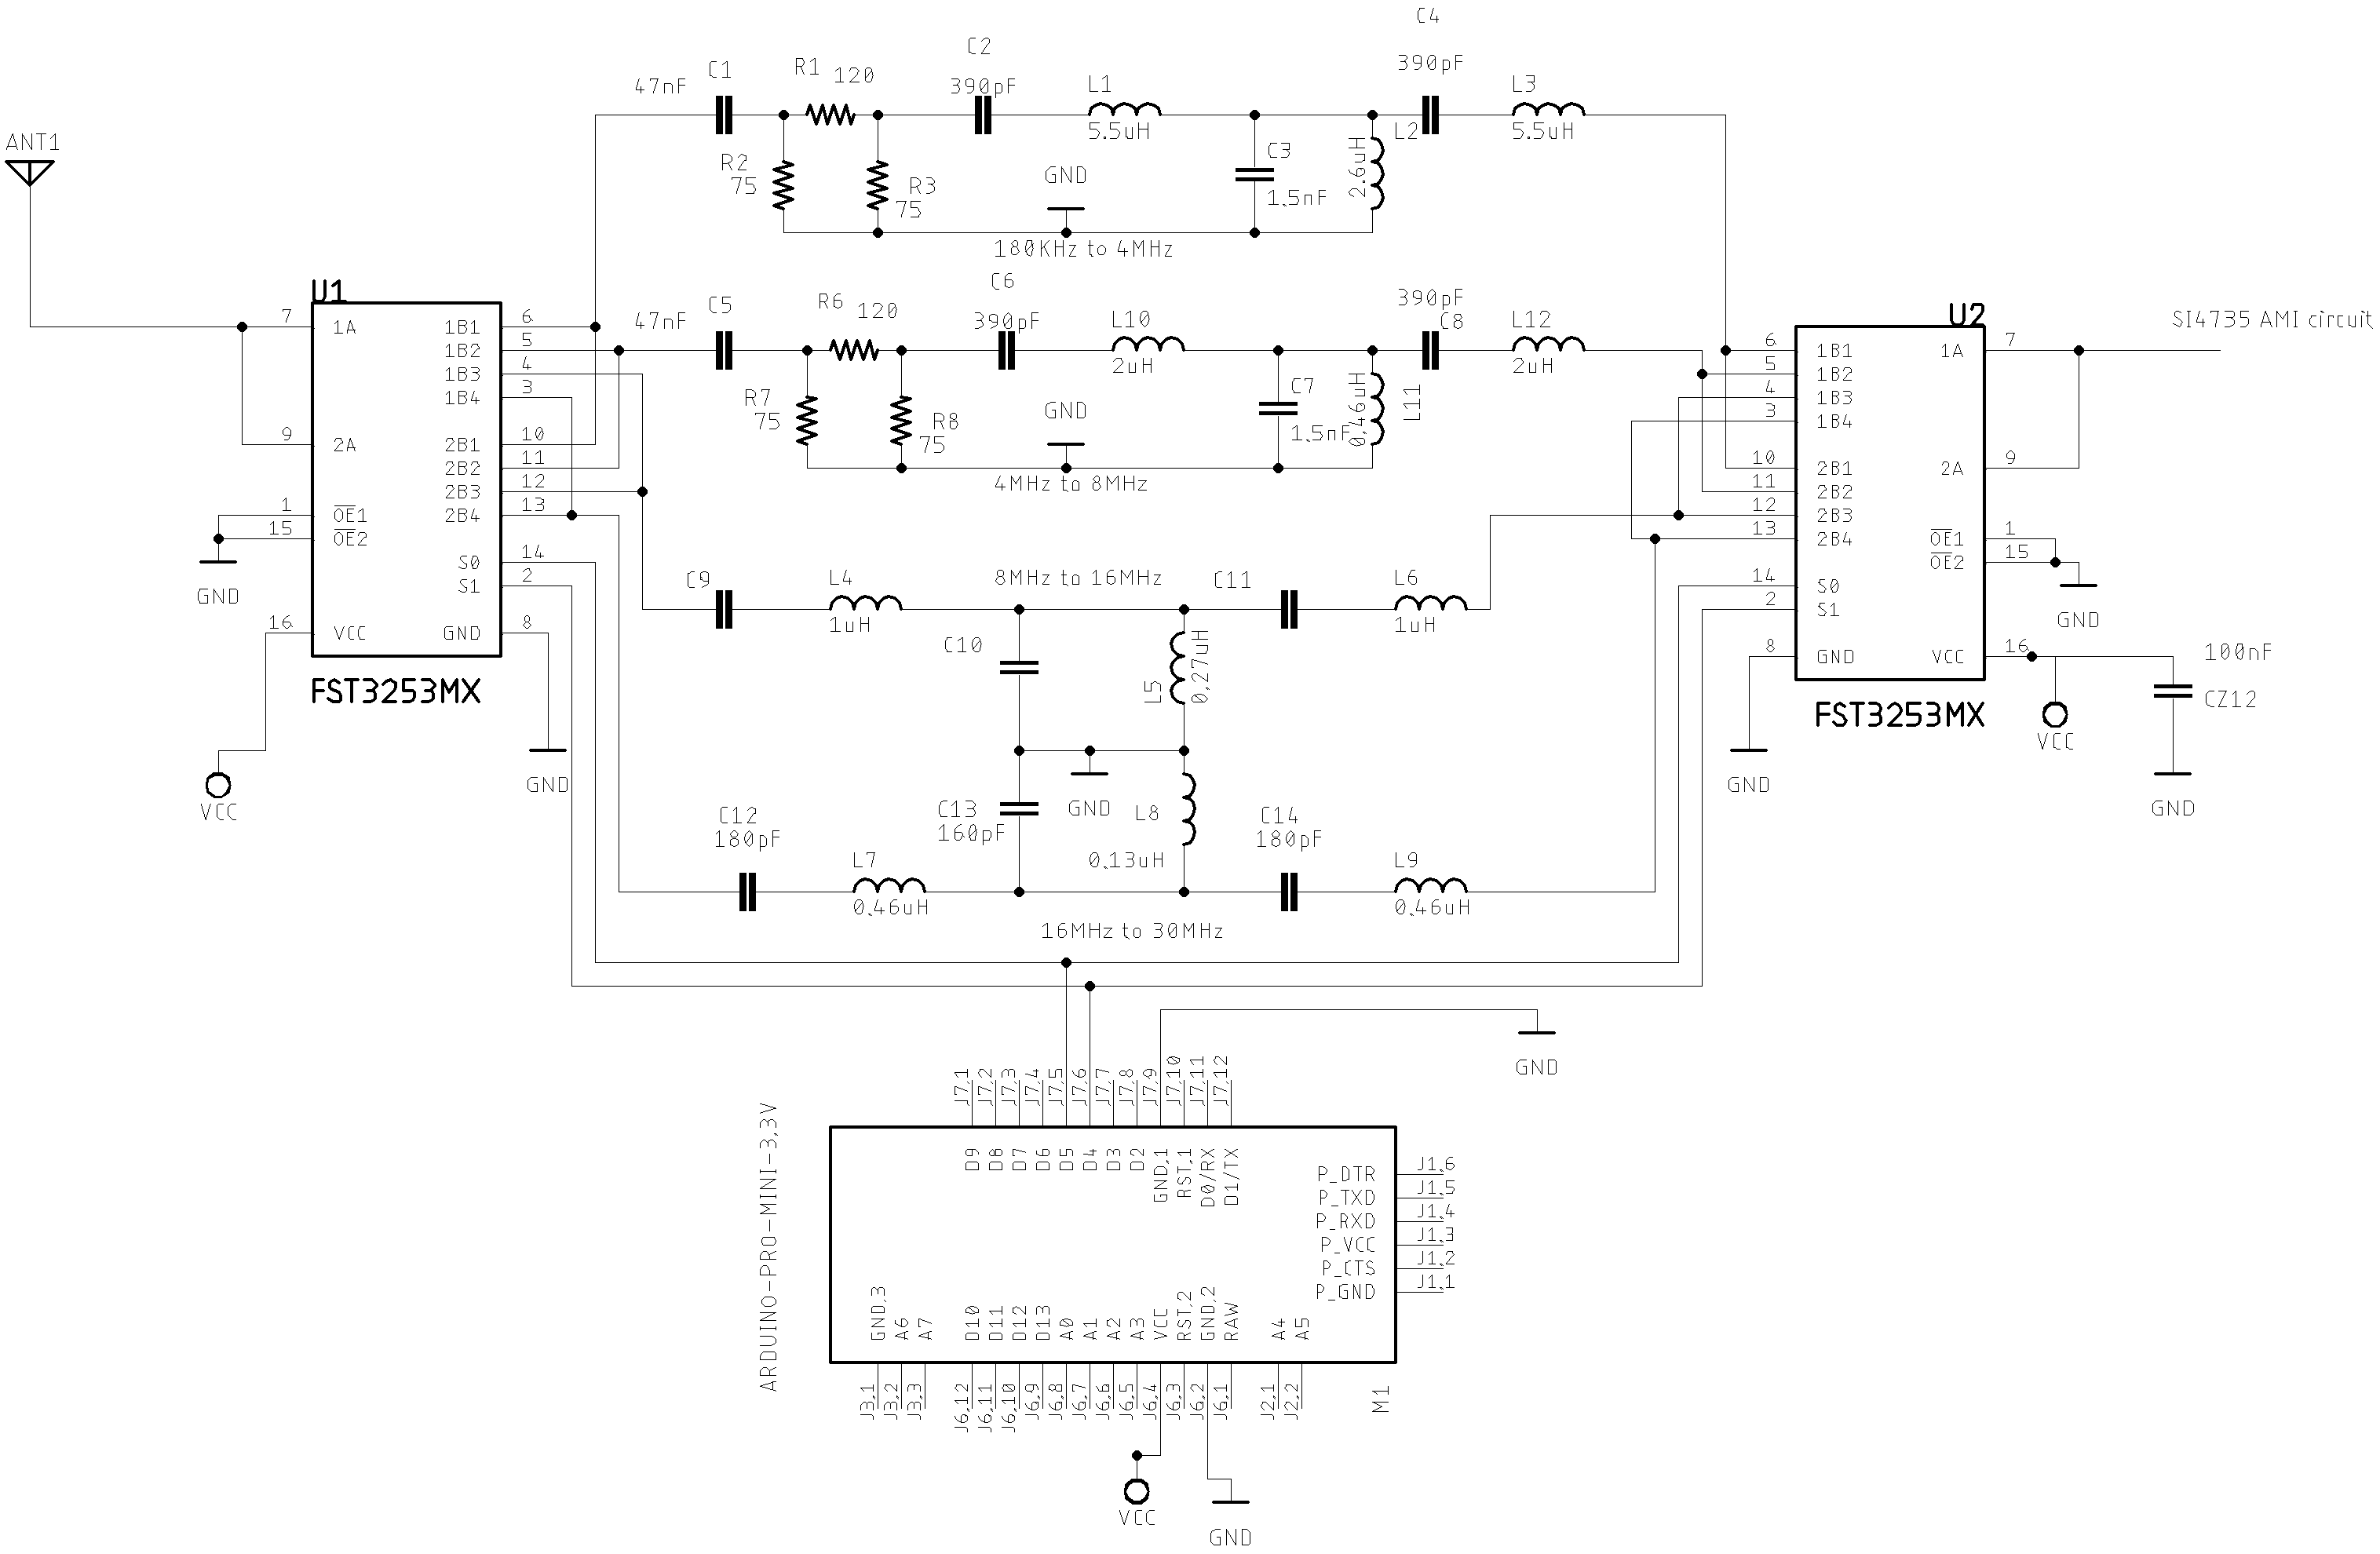 C4
C2
390pF
C1
R1
120
47nF
390pF
L1
L3
5.5uH
5.5uH
L2
2.6uH
ANT1
R2
75
R3
75
GND
C3
1.5nF
180KHz to 4MHz
C6
C5
R6
120
47nF
390pF
L10
2uH
390pF
C8
L12
2uH
R7
75
R8
75
GND
C7
1.5nF
0.46uH
L11
4MHz to 8MHz
U1
7 1A 1B1 6
1B2 5
1B3 4
1B4 3
9 2A 2B1 10
2B2 11
2B3 12
1 OE1 2B4 13
15 OE2
S0 14
S1 2
16 VCC GND 8
FST3253MX
GND
VCC
GND
U2
SI4735 AMI circuit
6 1B1 1A 7
5 1B2
4 1B3
3 1B4
10 2B1 2A 9
11 2B2
12 2B3
13 2B4 OE1 1
OE2 15
14 S0
2 S1
8 GND VCC 16
FST3253MX
GND
GND
VCC
100nF
CZ12
GND
C9
L4
1uH
8MHz to 16MHz
C11
L6
1uH
C10
L5
0.27uH
GND
C12
180pF
C13
160pF
L8
0.13uH
C14
180pF
L7
0.46uH
L9
0.46uH
16MHz to 30MHz
GND
J7.1
J7.2
J7.3
J7.4
J7.5
J7.6
J7.7
J7.8
J7.9
J7.10
J7.11
J7.12
ARDUINO-PRO-MINI-3.3V
D9
D8
D7
D6
D5
D4
D3
D2
GND.1
RST.1
D0/RX
D1/TX
P_DTR J1.6
P_TXD J1.5
P_RXD J1.4
P_VCC J1.3
P_CTS J1.2
P_GND J1.1
GND.3
A6
A7
D10
D11
D12
D13
A0
A1
A2
A3
VCC
RST.2
GND.2
RAW
A4
A5
J3.1
J3.2
J3.3
J6.12
J6.11
J6.10
J6.9
J6.8
J6.7
J6.6
J6.5
J6.4
J6.3
J6.2
J6.1
J2.1
J2.2
M1
VCC
GND